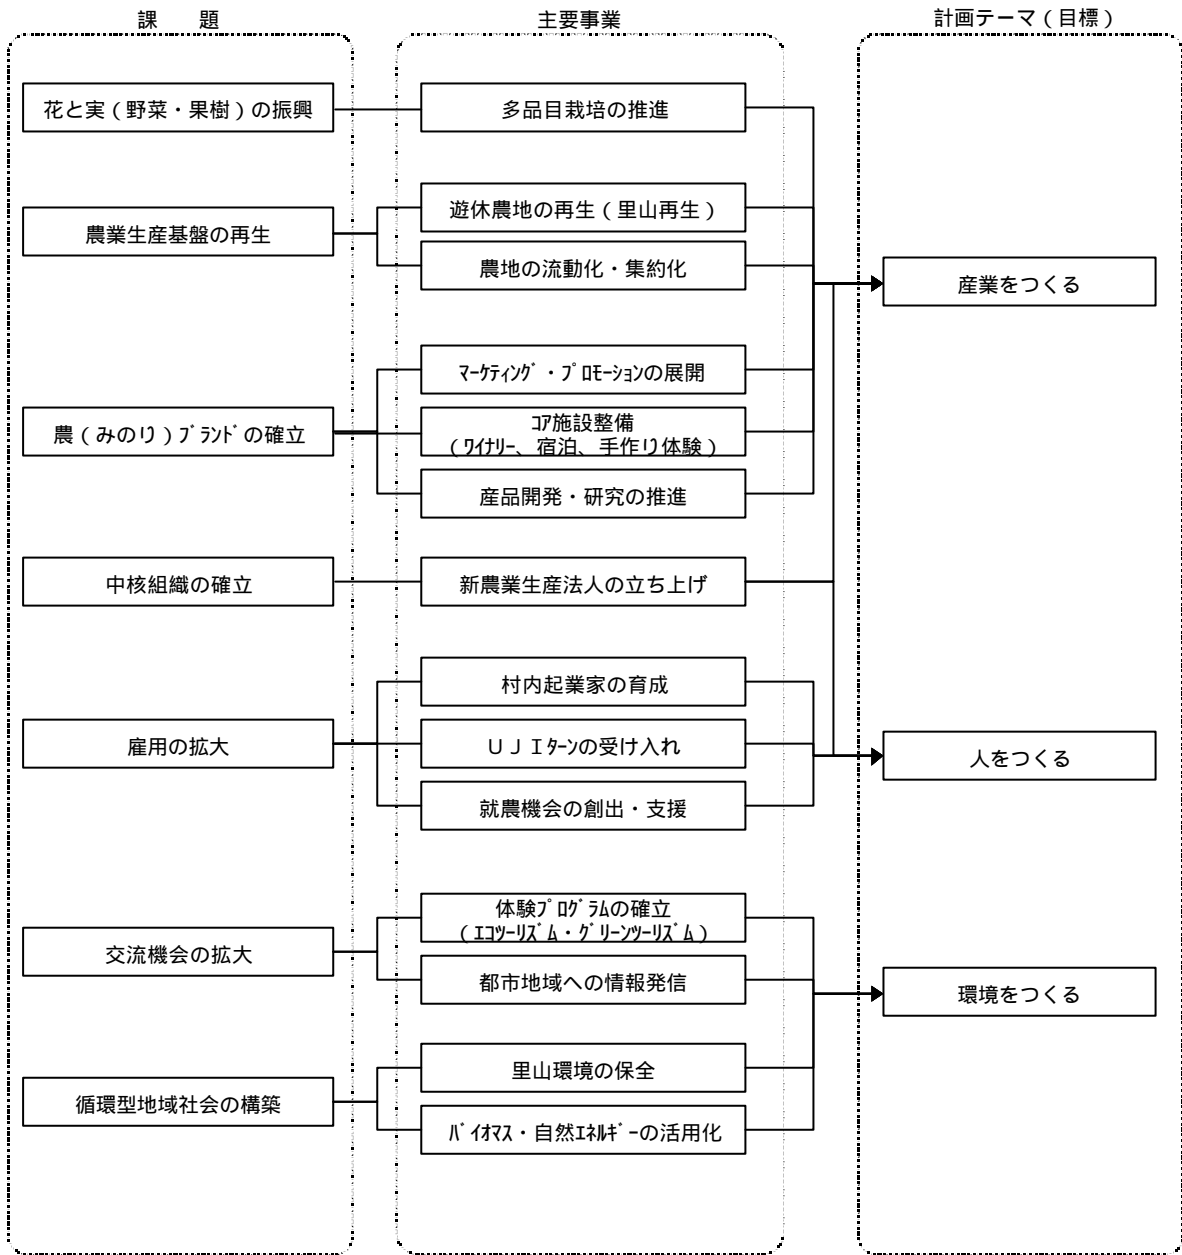 課　題
主要事業
計画テーマ（目標）
花と実（野菜・果樹）の振興
多品目栽培の推進
農業生産基盤の再生
遊休農地の再生（里山再生）
農地の流動化・集約化
産業をつくる
農（みのり）ﾌﾞﾗﾝﾄﾞの確立
ﾏｰｹﾃｨﾝｸﾞ・ﾌﾟﾛﾓｰｼｮﾝの展開
ｺｱ施設整備
（ﾜｲﾅﾘｰ、宿泊、手作り体験）
産品開発・研究の推進
中核組織の確立
新農業生産法人の立ち上げ
雇用の拡大
村内起業家の育成
ＵＪＩﾀｰﾝの受け入れ
就農機会の創出・支援
人をつくる
交流機会の拡大
体験ﾌﾟﾛｸﾞﾗﾑの確立
（ｴｺﾂｰﾘｽﾞﾑ・ｸﾞﾘｰﾝﾂｰﾘｽﾞﾑ）
都市地域への情報発信
環境をつくる
循環型地域社会の構築
里山環境の保全
ﾊﾞｲｵﾏｽ・自然ｴﾈﾙｷﾞｰの活用化